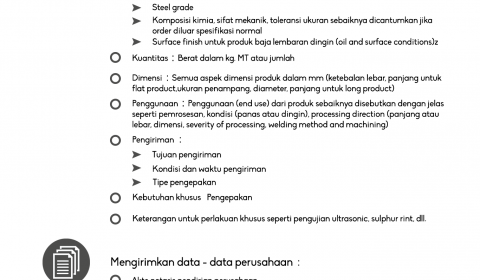 Steel grade
Komposisi kimia, sifat mekanik, toleransi ukuran sebaiknya dicantumkan jika
order diluar spesifikasi normal
Surface finish untuk produk baja lembaran dingin (oil and surface conditions)z
Kuantitas : Berat dalam kg. MT atau jumlah
Dimensi : Semua aspek dimensi produk dalam mm (ketebalan lebar, panjang untuk
flat product,ukuran penampang, diameter, panjang untuk long product)
Penggunaan : Penggunaan (end use) dari produk sebaiknya disebutkan dengan jelas
seperti pemrosesan, kondisi (panas atau dingin), processing direction (panjang atau
lebar, dimensi, severity of processing, welding method and machining)
Pengiriman :
Tujuan pengiriman
Kondisi dan waktu pengiriman
Tipe pengepakan
Kebutuhan khusus Pengepakan
Keterangan untuk perlakuan khusus seperti pengujian ultrasonic, sulphur rint, dll.
Mengirimkan data - data perusahaan :
Akte notaris pendirian perusahaan